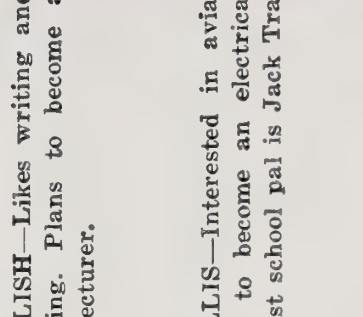 LISH—Likes writing and
ing. Plans to become a
ecturer.
LLIS—Interested in avia
to become an electrica
st school pal is Jack Tra